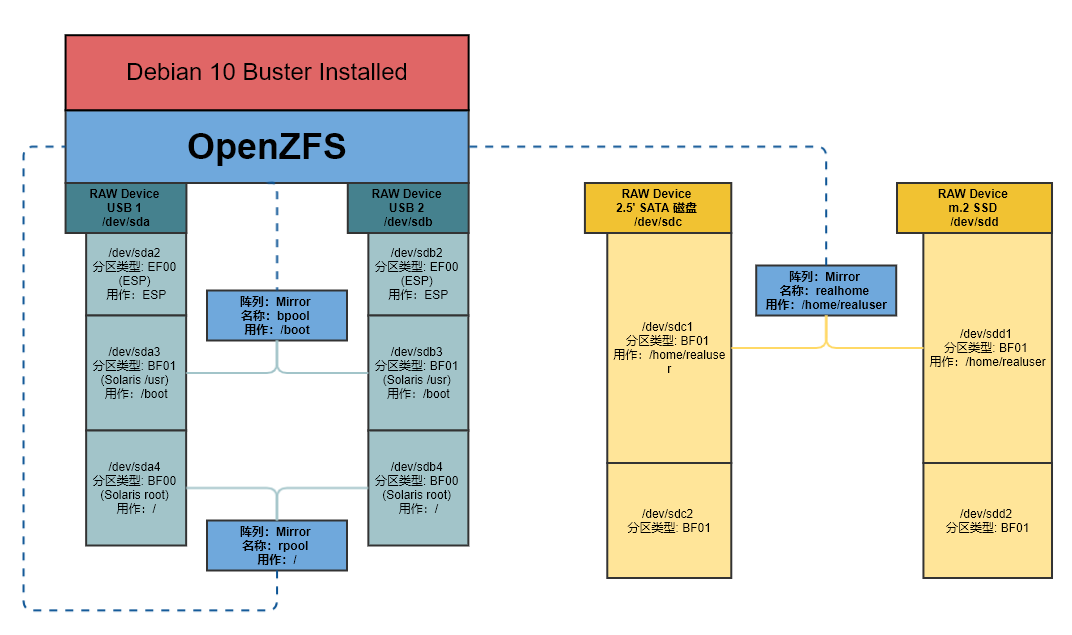 Debian 10 Buster Installed
OpenZFS
RAW Device
USB 1
/dev/sda
RAW Device
USB 2
/dev/sdb
RAW Device
2.5' SATA 磁盘
/dev/sdc
RAW Device
m.2 SSD
/dev/sdd
/dev/sda2
分区类型: EF00
(ESP)
用作：ESP
/dev/sdb2
分区类型: EF00
(ESP)
用作：ESP
阵列：Mirror
名称：bpool
用作：/boot
阵列：Mirror
名称：realhome
用作：/home/realuser
/dev/sda3
分区类型: BF01
(Solaris /usr)
用作：/boot
/dev/sdb3
分区类型: BF01
(Solaris /usr)
用作：/boot
/dev/sdc1
分区类型: BF01
用作：/home/realuse
r
/dev/sdd1
分区类型: BF01
用作：/home/realuser
/dev/sda4
分区类型: BF00
(Solaris root)
用作：/
/dev/sdb4
分区类型: BF00
(Solaris root)
用作：/
阵列：Mirror
名称：rpool
用作：/
/dev/sdc2
分区类型: BF01
/dev/sdd2
分区类型: BF01